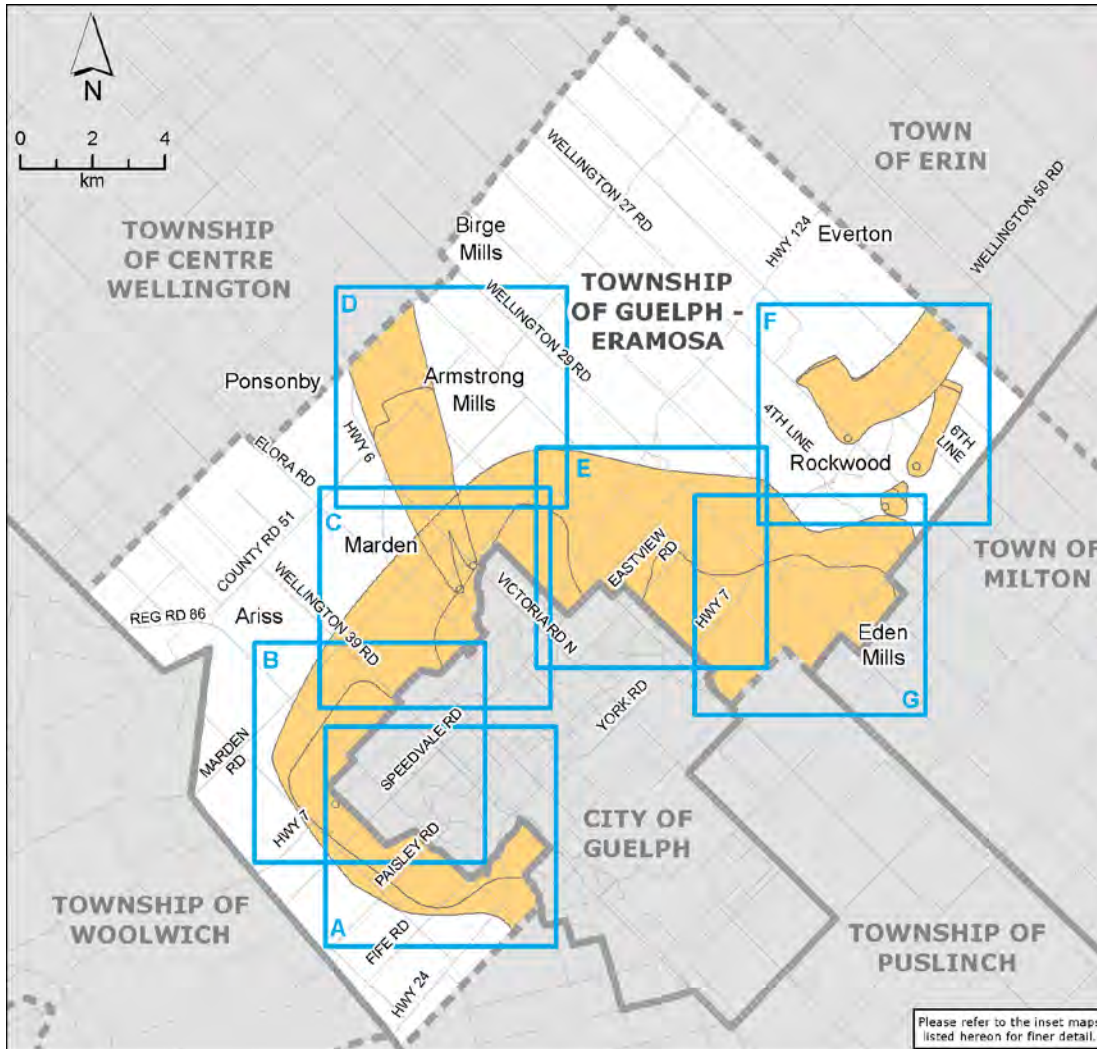 N
0 2 4
km
TOWN
OF ERIN
WELLINGTON 27 RD
WELLINGTON 50 RD
HWY 124
Everton
TOWNSHIP
OF CENTRE
WELLINGTON
Birge
Mills
TOWNSHIP
OF GUELPH -
ERAMOSA
D
WELLINGTON 29 RD
F
Ponsonby
Armstrong
Mills
HWY 6
4TH LINE
6TH
LINE
ELORA RD
E
Rockwood
C
COUNTY RD 51
Marden
EASTVIEW
RD
TOWN OF
MILTON
VICTORIA RD N
WELLINGTON 39 RD
HWY 7
REG RD 86
Ariss
Eden
Mills
B
G
MARDEN
RD
SPEEDVALE RD
YORK RD
HWY 7
PAISLEY RD
CITY OF
GUELPH
TOWNSHIP OF
WOOLWICH
A
FIFE RD
TOWNSHIP OF
PUSLINCH
HWY 24
Please refer to the inset maps
listed hereon for finer detail.